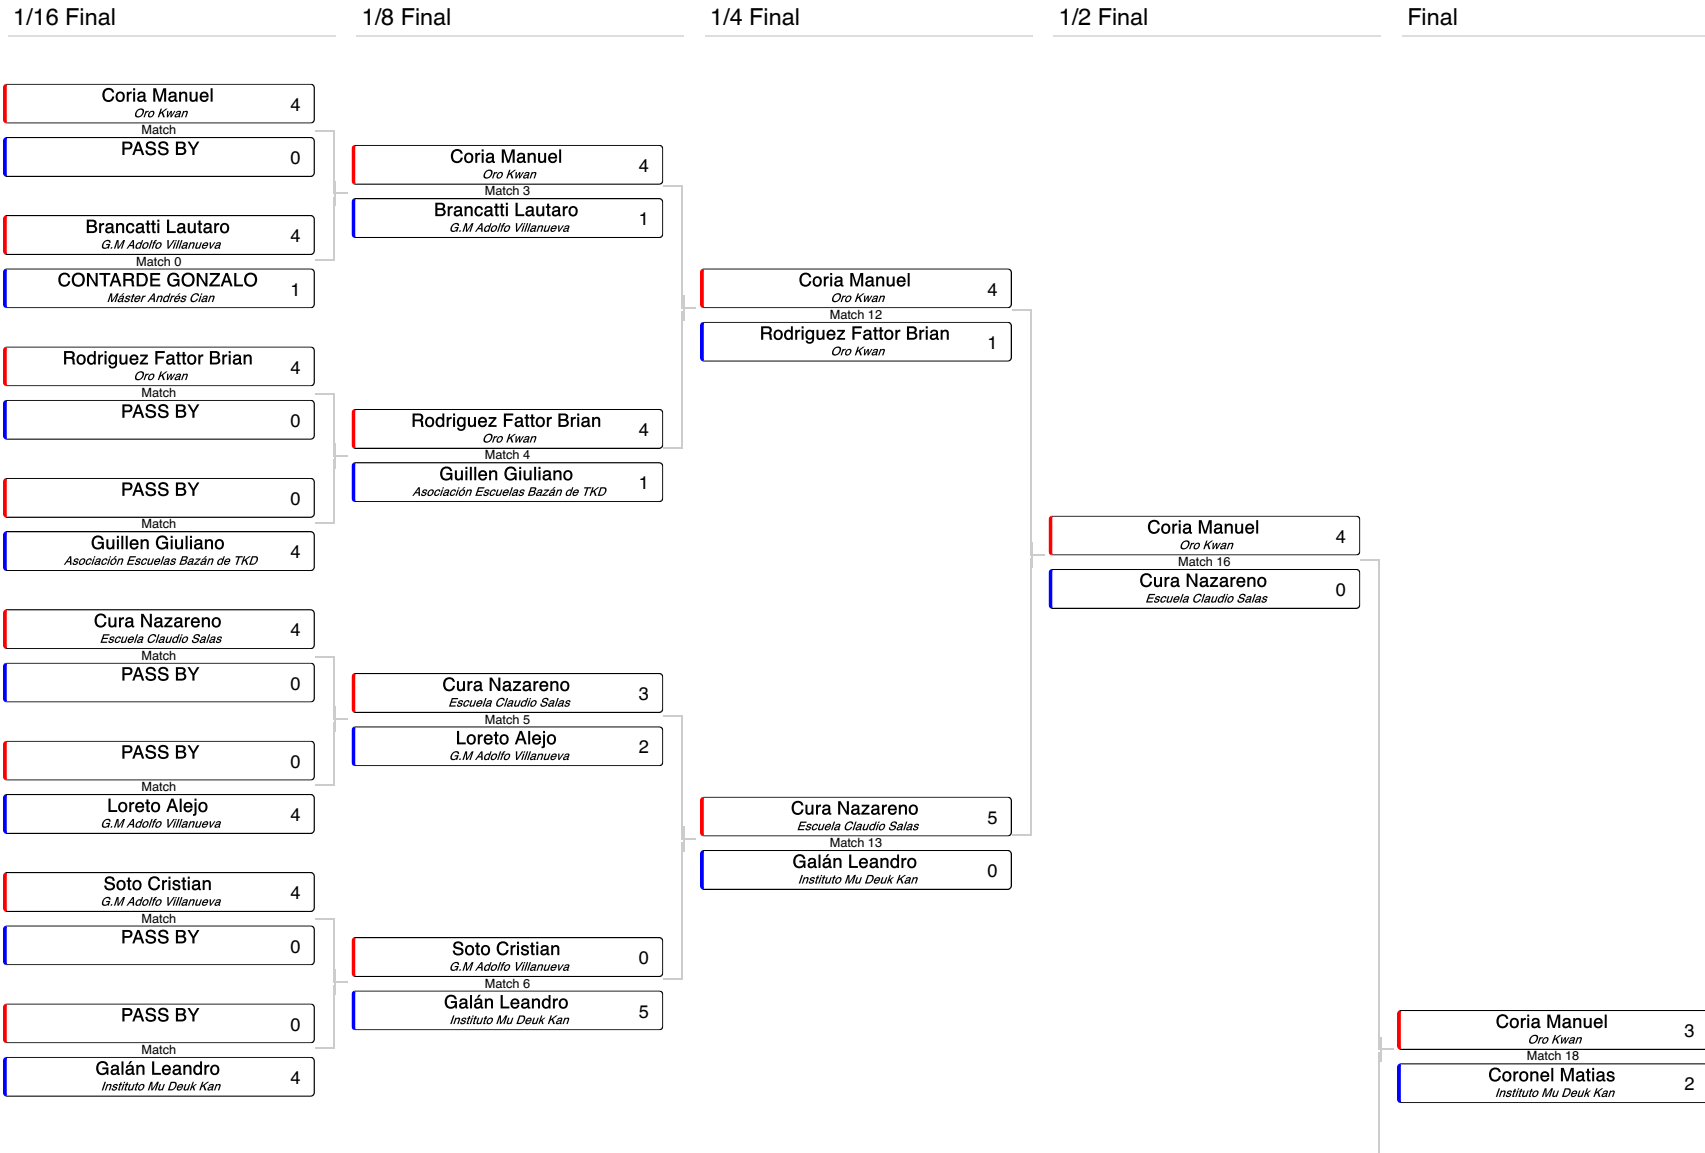 1/16 Final
1/8 Final
1/4 Final
1/2 Final
Final
Coria Manuel
4
Oro Kwan
Match
PASS BY
0
Brancatti Lautaro
4
G.M Adolfo Villanueva
Match 0
CONTARDE GONZALO
1
Máster Andrés Cian
Rodriguez Fattor Brian
4
Oro Kwan
Match
PASS BY
0
PASS BY
0
Match
Guillen Giuliano
4
Asociación Escuelas Bazán de TKD
Cura Nazareno
4
Escuela Claudio Salas
Match
PASS BY
0
PASS BY
0
Match
Loreto Alejo
4
G.M Adolfo Villanueva
Soto Cristian
4
G.M Adolfo Villanueva
Match
PASS BY
0
PASS BY
0
Match
Galán Leandro
4
Instituto Mu Deuk Kan
Coria Manuel
4
Oro Kwan
Match 3
Brancatti Lautaro
1
G.M Adolfo Villanueva
Rodriguez Fattor Brian
4
Oro Kwan
Match 4
Guillen Giuliano
1
Asociación Escuelas Bazán de TKD
Cura Nazareno
3
Escuela Claudio Salas
Match 5
Loreto Alejo
2
G.M Adolfo Villanueva
Soto Cristian
0
G.M Adolfo Villanueva
Match 6
Galán Leandro
5
Instituto Mu Deuk Kan
Coria Manuel
4
Oro Kwan
Match 12
Rodriguez Fattor Brian
1
Oro Kwan
Cura Nazareno
5
Escuela Claudio Salas
Match 13
Galán Leandro
0
Instituto Mu Deuk Kan
Coria Manuel
4
Oro Kwan
Match 16
Cura Nazareno
0
Escuela Claudio Salas
Coria Manuel
3
Oro Kwan
Match 18
Coronel Matias
2
Instituto Mu Deuk Kan